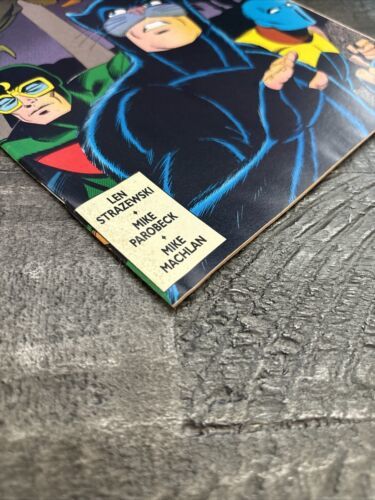 LEN
STRAZEWSKI
•
MIKE
PAROBECK
•
MIKE
MACHLAN